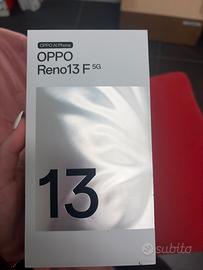 OPPO AI Phone
OPPO
Reno13 F 5G
13
subito